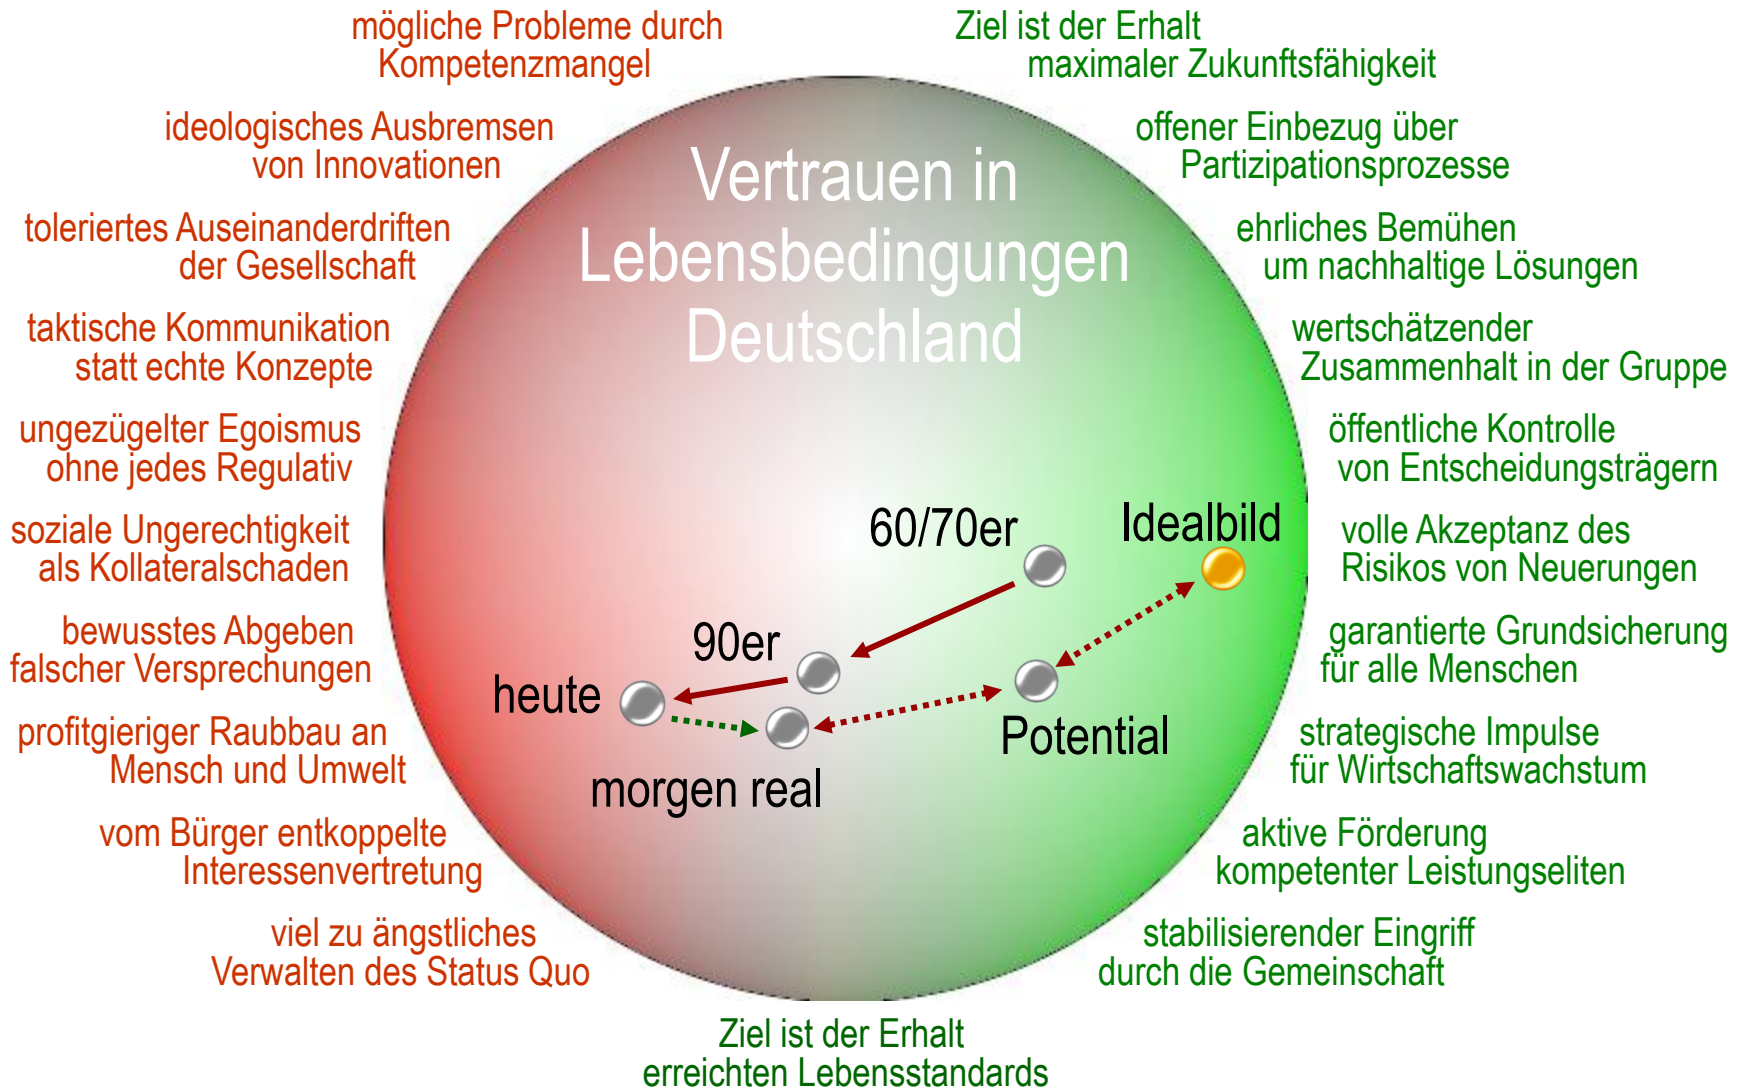 mögliche Probleme durch
Kompetenzmangel
ideologisches Ausbremsen
von Innovationen
toleriertes Auseinanderdriften
der Gesellschaft
taktische Kommunikation
statt echte Konzepte
ungezügelter Egoismus
ohne jedes Regulativ
soziale Ungerechtigkeit
als Kollateralschaden
bewusstes Abgeben
falscher Versprechungen
profitgieriger Raubbau an
Mensch und Umwelt
vom Bürger entkoppelte
Interessenvertretung
viel zu ängstliches
Verwalten des Status Quo
Vertrauen in
Lebensbedingungen
Deutschland
60/70er
Idealbild
90er
heute
Potential
morgen real
Ziel ist der Erhalt
maximaler Zukunftsfähigkeit
offener Einbezug über
Partizipationsprozesse
ehrliches Bemühen
um nachhaltige Lösungen
wertschätzender
Zusammenhalt in der Gruppe
öffentliche Kontrolle
von Entscheidungsträgern
volle Akzeptanz des
Risikos von Neuerungen
garantierte Grundsicherung
für alle Menschen
strategische Impulse
für Wirtschaftswachstum
aktive Förderung
kompetenter Leistungseliten
stabilisierender Eingriff
durch die Gemeinschaft
Ziel ist der Erhalt
erreichten Lebensstandards